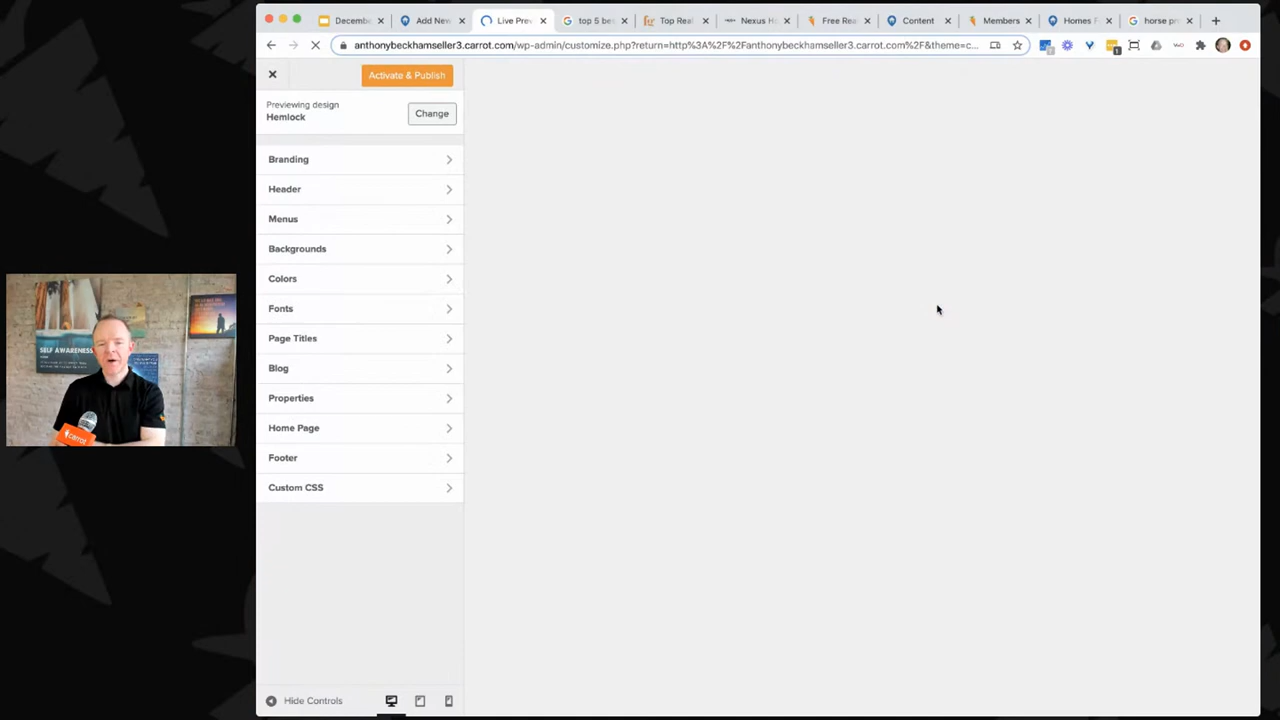 Decemb
Add New
Live Prev
top 5 be
Top Real
Nexus Ho
Free Rea
Content
Members
Homes F
horse pr
anthonybeckhamseller3.carrot.com/wp-admin/customize.php?return=http%3A%2F%2Fanthonybeckhamseller3.carrot.com%2F&theme=c...
Activate & Publish
Previewing design
Hemlock
Change
Branding
Header
Menus
Backgrounds
Colors
Fonts
Page Titles
Blog
Properties
Home Page
Footer
Custom CSS
Hide Controls
SELF AWARENESS
carrot